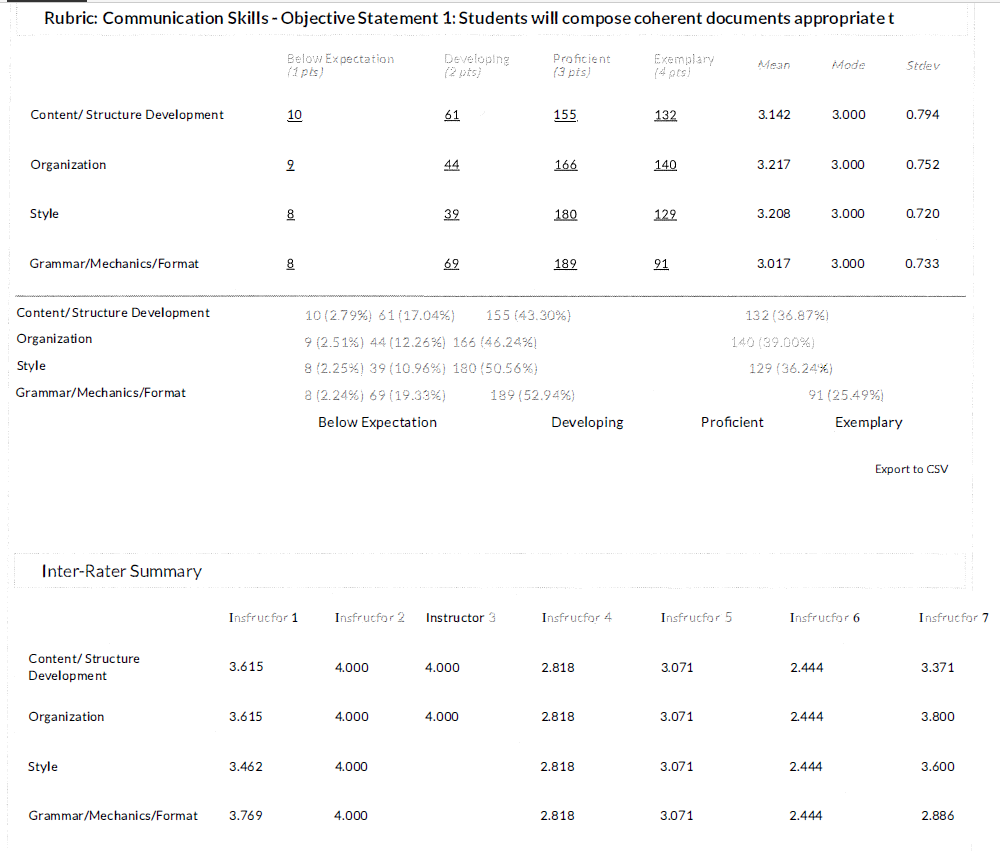 Rubric: Communication Skills - Objective Statement 1: Students will compose coherent documents appropriate t
Below Expectation (1 pts) Developing (2 pts) Proficient (3 pts) Exemplary (4 pts) Mean Mode Stdev
Content/ Structure Development 10 61 155 132 3.142 3.000 0.794
Organization 9 44 166 140 3.217 3.000 0.752
Style 8 39 180 129 3.208 3.000 0.720
Grammar/Mechanics/Format 8 69 189 91 3.017 3.000 0.733
Content/ Structure Development 10 (2.79%) 61 (17.04%) 155 (43.30%) 132 (36.87%)
Organization 9 (2.51%) 44 (12.26%) 166 (46.24%) 140 (39.00%)
Style 8 (2.25%) 39 (10.96%) 180 (50.56%) 129 (36.24%)
Grammar/Mechanics/Format 8 (2.24%) 69 (19.33%) 189 (52.94%) 91 (25.49%)
Below Expectation Developing Proficient Exemplary
Export to CSV
Inter-Rater Summary
Instructor 1 Instructor 2 Instructor 3 Instructor 4 Instructor 5 Instructor 6 Instructor 7
Content/ Structure Development 3.615 4.000 4.000 2.818 3.071 2.444 3.371
Organization 3.615 4.000 4.000 2.818 3.071 2.444 3.800
Style 3.462 4.000 2.818 3.071 2.444 3.600
Grammar/Mechanics/Format 3.769 4.000 2.818 3.071 2.444 2.886